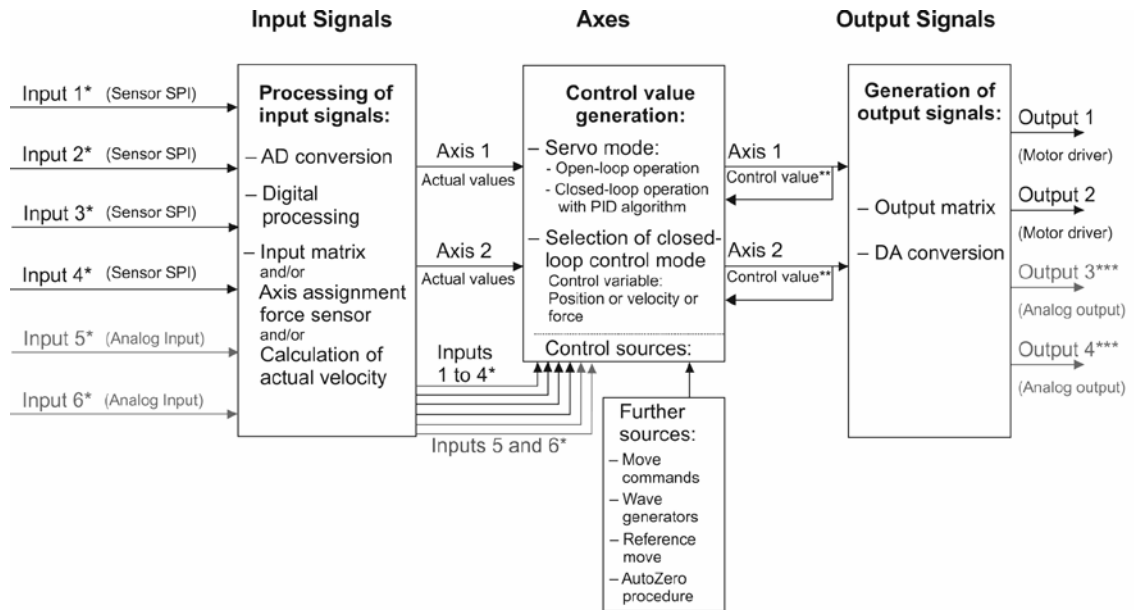 Input Signals
Axes
Output Signals
Input 1* (Sensor SPI)
Input 2* (Sensor SPI)
Input 3* (Sensor SPI)
Input 4* (Sensor SPI)
Input 5* (Analog Input)
Input 6* (Analog Input)
Processing of
input signals:
– AD conversion
– Digital
processing
– Input matrix
and/or
Axis assignment
force sensor
and/or
Calculation of
actual velocity
Axis 1
Actual values
Axis 2
Actual values
Inputs
1 to 4*
Inputs 5 and 6*
Control value
generation:
– Servo mode:
- Open-loop operation
- Closed-loop operation
with PID algorithm
– Selection of closed-
loop control mode
Control variable:
Position or velocity or
force
Control sources:
Further
sources:
– Move
commands
– Wave
generators
– Reference
move
– AutoZero
procedure
Axis 1
Control value**
Axis 2
Control value**
Generation of
output signals:
– Output matrix
– DA conversion
Output 1
(Motor driver)
Output 2
(Motor driver)
Output 3***
(Analog output)
Output 4***
(Analog output)